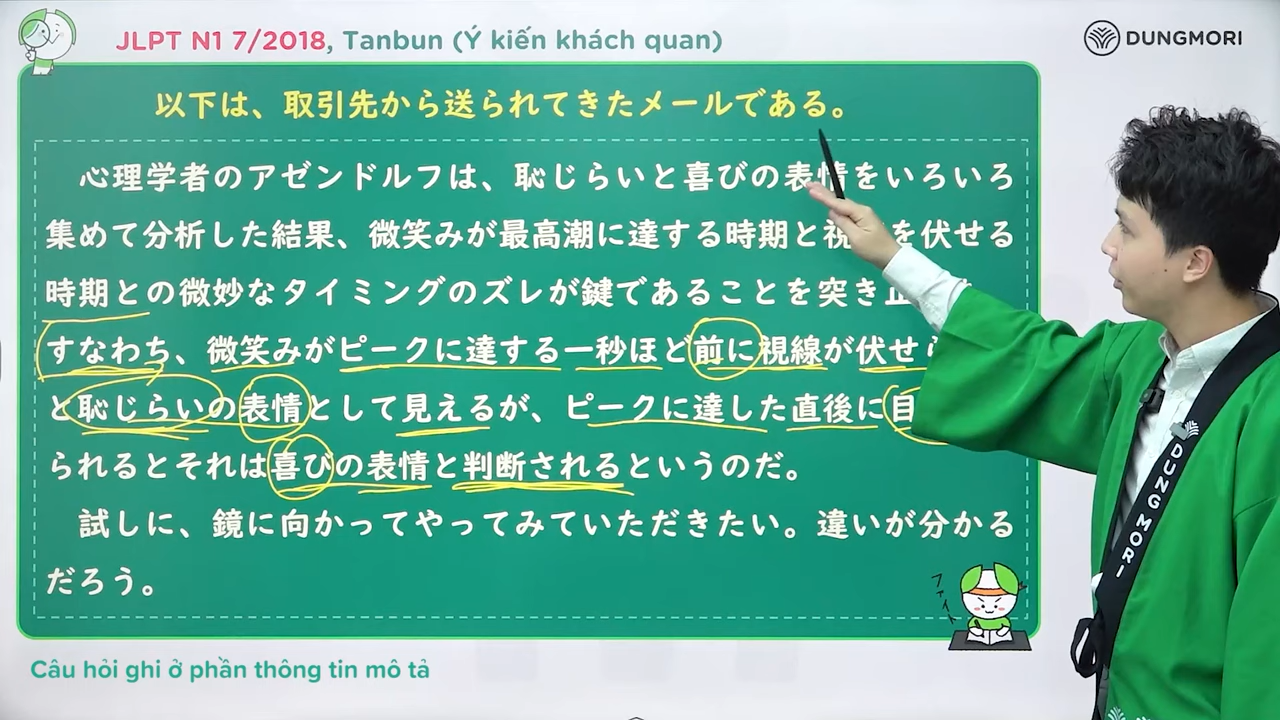 JLPT N1 7/2018, Tanbun (Ý kiến khách quan)
DUNGMORI
以下は、取引先から送られてきたメールである。
心理学者のアゼンドルフは、恥じらいと喜びの表情をいろいろ
集めて分析した結果、微笑みが最高潮に達する時期と視 を伏せる
時期との微妙なタイミングのズレが鍵であることを突き止
すなわち、微笑みがピークに達する一秒ほど前に視線が伏せら
と恥じらいの表情として見えるが、ピークに達した直後に目
られるとそれは喜びの表情と判断されるというのだ。
試しに、鏡に向かってやってみていただきたい。違いが分かる
だろう。
ファイト
DUNG MORI
Câu hỏi ghi ở phần thông tin mô tả